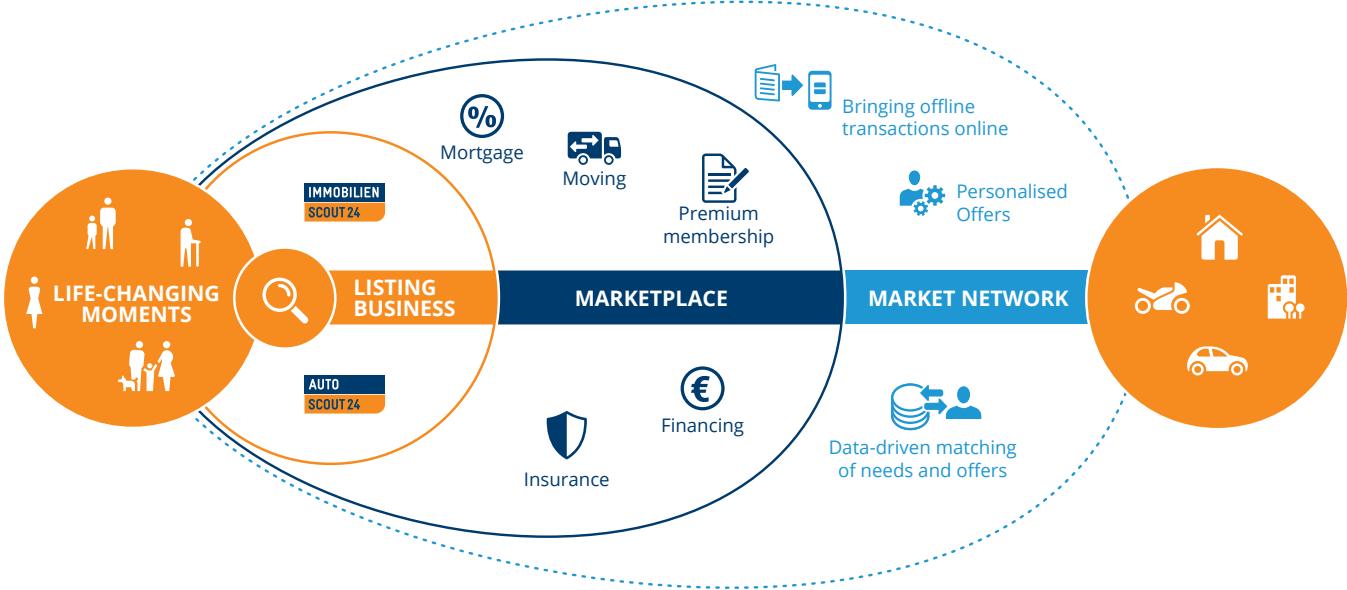 LIFE-CHANGING
MOMENTS
IMMOBILIEN
SCOUT24
LISTING
BUSINESS
AUTO
SCOUT24
%
Mortgage
Moving
Premium
membership
MARKETPLACE
€
Financing
Insurance
Bringing offline
transactions online
Personalised
Offers
MARKET NETWORK
Data-driven matching
of needs and offers